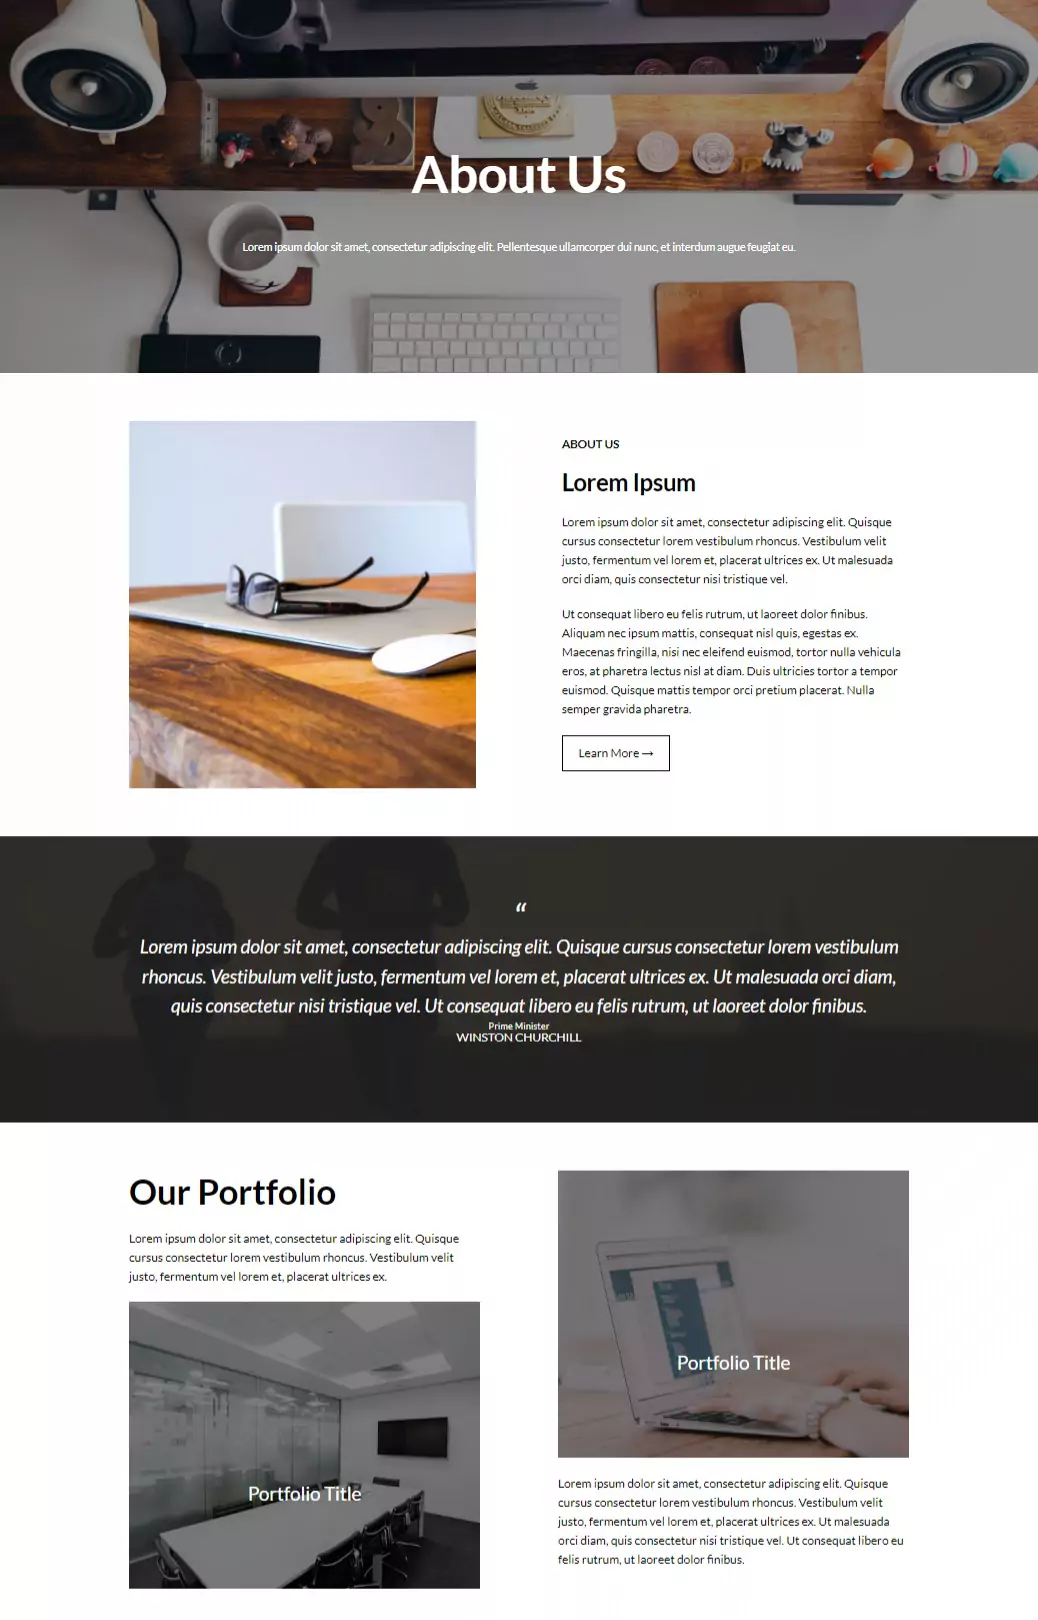 About Us
Lorem ipsum dolor sit amet, consectetur adipiscing elit. Pellentesque ullamcorper dui nunc, et interdum augue feugiat eu.
ABOUT US
Lorem Ipsum
Lorem ipsum dolor sit amet, consectetur adipiscing elit. Quisque
cursus consectetur lorem vestibulum rhoncus. Vestibulum velit
justo, fermentum vel lorem et, placerat ultrices ex. Ut malesuada
orci diam, quis consectetur nisi tristique vel.
Ut consequat libero eu felis rutrum, ut laoreet dolor finibus.
Aliquam nec ipsum mattis, consequat nisl quis, egestas ex.
Maecenas fringilla, nisi nec eleifend euismod, tortor nulla vehicula
eros, at pharetra lectus nisl at diam. Duis ultricies tortor a tempor
euismod. Quisque mattis tempor orci pretium placerat. Nulla
semper gravida pharetra.
Learn More →
“
Lorem ipsum dolor sit amet, consectetur adipiscing elit. Quisque cursus consectetur lorem vestibulum
rhoncus. Vestibulum velit justo, fermentum vel lorem et, placerat ultrices ex. Ut malesuada orci diam,
quis consectetur nisi tristique vel. Ut consequat libero eu felis rutrum, ut laoreet dolor finibus.
Prime Minister
WINSTON CHURCHILL
Our Portfolio
Lorem ipsum dolor sit amet, consectetur adipiscing elit. Quisque
cursus consectetur lorem vestibulum rhoncus. Vestibulum velit
justo, fermentum vel lorem et, placerat ultrices ex.
Portfolio Title
Portfolio Title
Lorem ipsum dolor sit amet, consectetur adipiscing elit. Quisque
cursus consectetur lorem vestibulum rhoncus. Vestibulum velit
justo, fermentum vel lorem et, placerat ultrices ex. Ut malesuada
orci diam, quis consectetur nisi tristique vel. Ut consequat libero eu
felis rutrum, ut laoreet dolor finibus.